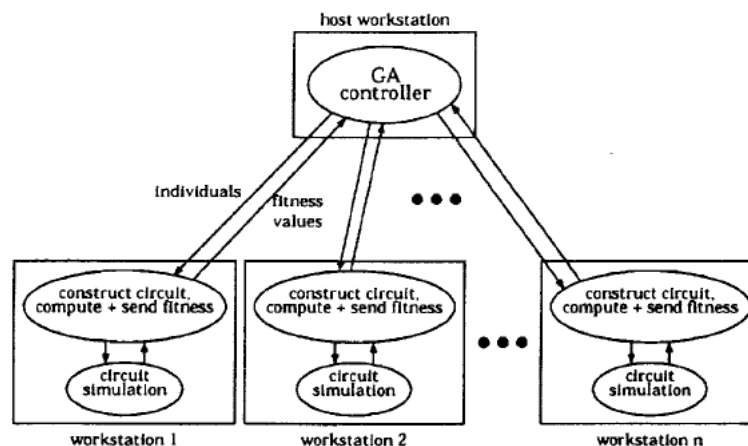 host workstation
GA
controller
individuals
fitness
values
construct circuit,
compute + send fitness
circuit
simulation
workstation 1
construct circuit,
compute + send fitness
circuit
simulation
workstation 2
construct circuit,
compute + send fitness
circuit
simulation
workstation n